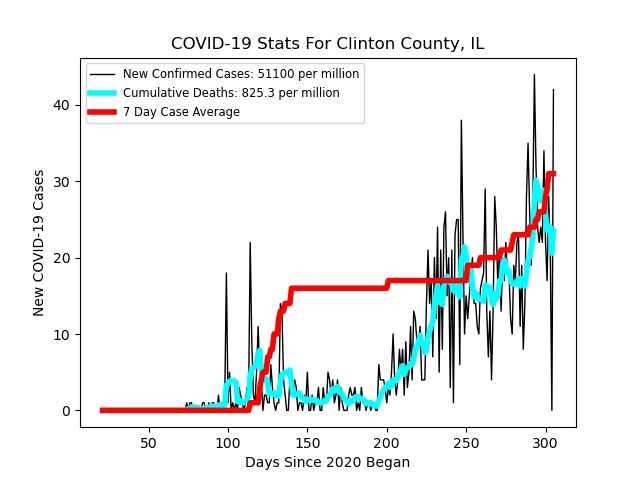 COVID-19 Stats For Clinton County, IL
New Confirmed Cases: 51100 per million
Cumulative Deaths: 825.3 per million
7 Day Case Average
New COVID-19 Cases
40
30
20
10
0
50 100 150 200 250 300
Days Since 2020 Began